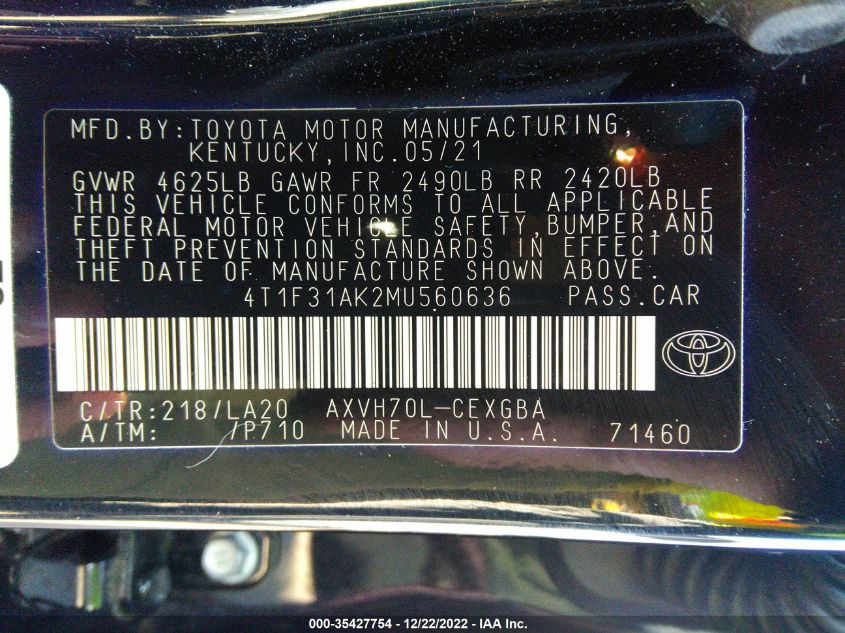 MFD.BY:TOYOTA MOTOR MANUFACTURING,
KENTUCKY,INC.05/21
GVWR 4625LB GAWR FR 2490LB RR 2420LB
THIS VEHICLE CONFORMS TO ALL APPLICABLE
FEDERAL MOTOR VEHICLE SAFETY,BUMPER,AND
THEFT PREVENTION STANDARDS IN EFFECT ON
THE DATE OF MANUFACTURE SHOWN ABOVE.
4T1F31AK2MU560636 PASS.CAR
C/TR:218/LA20 AXVH70L-CEXGBA
A/TM: /P710 MADE IN U.S.A. 71460
000-35427754 - 12/22/2022 - IAA Inc.